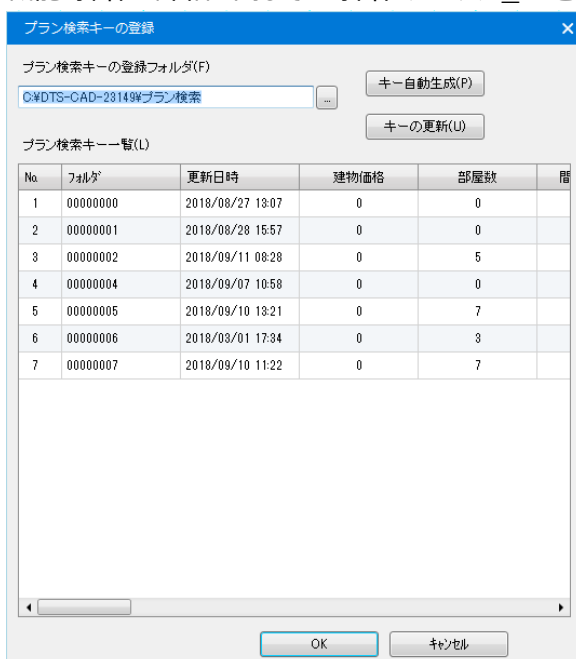 プラン検索キーの登録
プラン検索キーの登録フォルダ(F)
キー自動生成(P)
C:¥DTS-CAD-23149¥プラン検索
...
キーの更新(U)
プラン検索キー一覧(L)
No. ﾌｫﾙﾀﾞ 更新日時 建物価格 部屋数 間
1 00000000 2018/08/27 13:07 0 0
2 00000001 2018/08/28 15:57 0 0
3 00000002 2018/09/11 08:28 0 5
4 00000004 2018/09/07 10:58 0 0
5 00000005 2018/09/10 13:21 0 7
6 00000006 2018/03/01 17:34 0 3
7 00000007 2018/09/10 11:22 0 7
OK ｷｬﾝｾﾙ